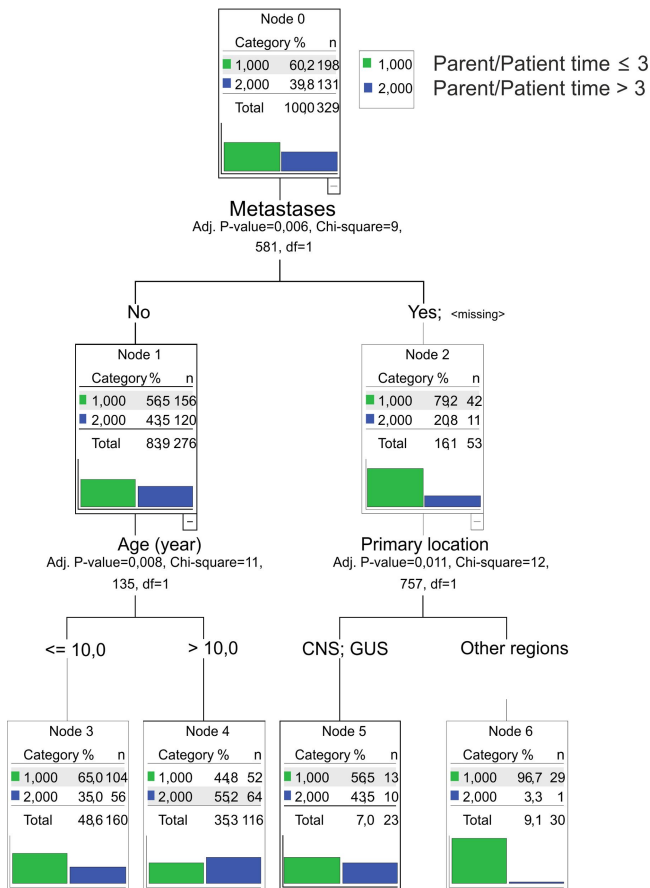 Node 0
Category % n
1,000 60,2 198
2,000 39,8 131
Total 100,0 329
1,000 Parent/Patient time ≤ 3
2,000 Parent/Patient time > 3
Metastases
Adj. P-value=0,006, Chi-square=9,
581, df=1
No
Yes; <missing>
Node 1
Category % n
1,000 56,5 156
2,000 43,5 120
Total 83,9 276
Node 2
Category % n
1,000 79,2 42
2,000 20,8 11
Total 16,1 53
Age (year)
Adj. P-value=0,008, Chi-square=11,
135, df=1
Primary location
Adj. P-value=0,011, Chi-square=12,
757, df=1
<= 10,0
> 10,0
CNS; GUS
Other regions
Node 3
Category % n
1,000 65,0 104
2,000 35,0 56
Total 48,6 160
Node 4
Category % n
1,000 44,8 52
2,000 55,2 64
Total 35,3 116
Node 5
Category % n
1,000 56,5 13
2,000 43,5 10
Total 7,0 23
Node 6
Category % n
1,000 96,7 29
2,000 3,3 1
Total 9,1 30